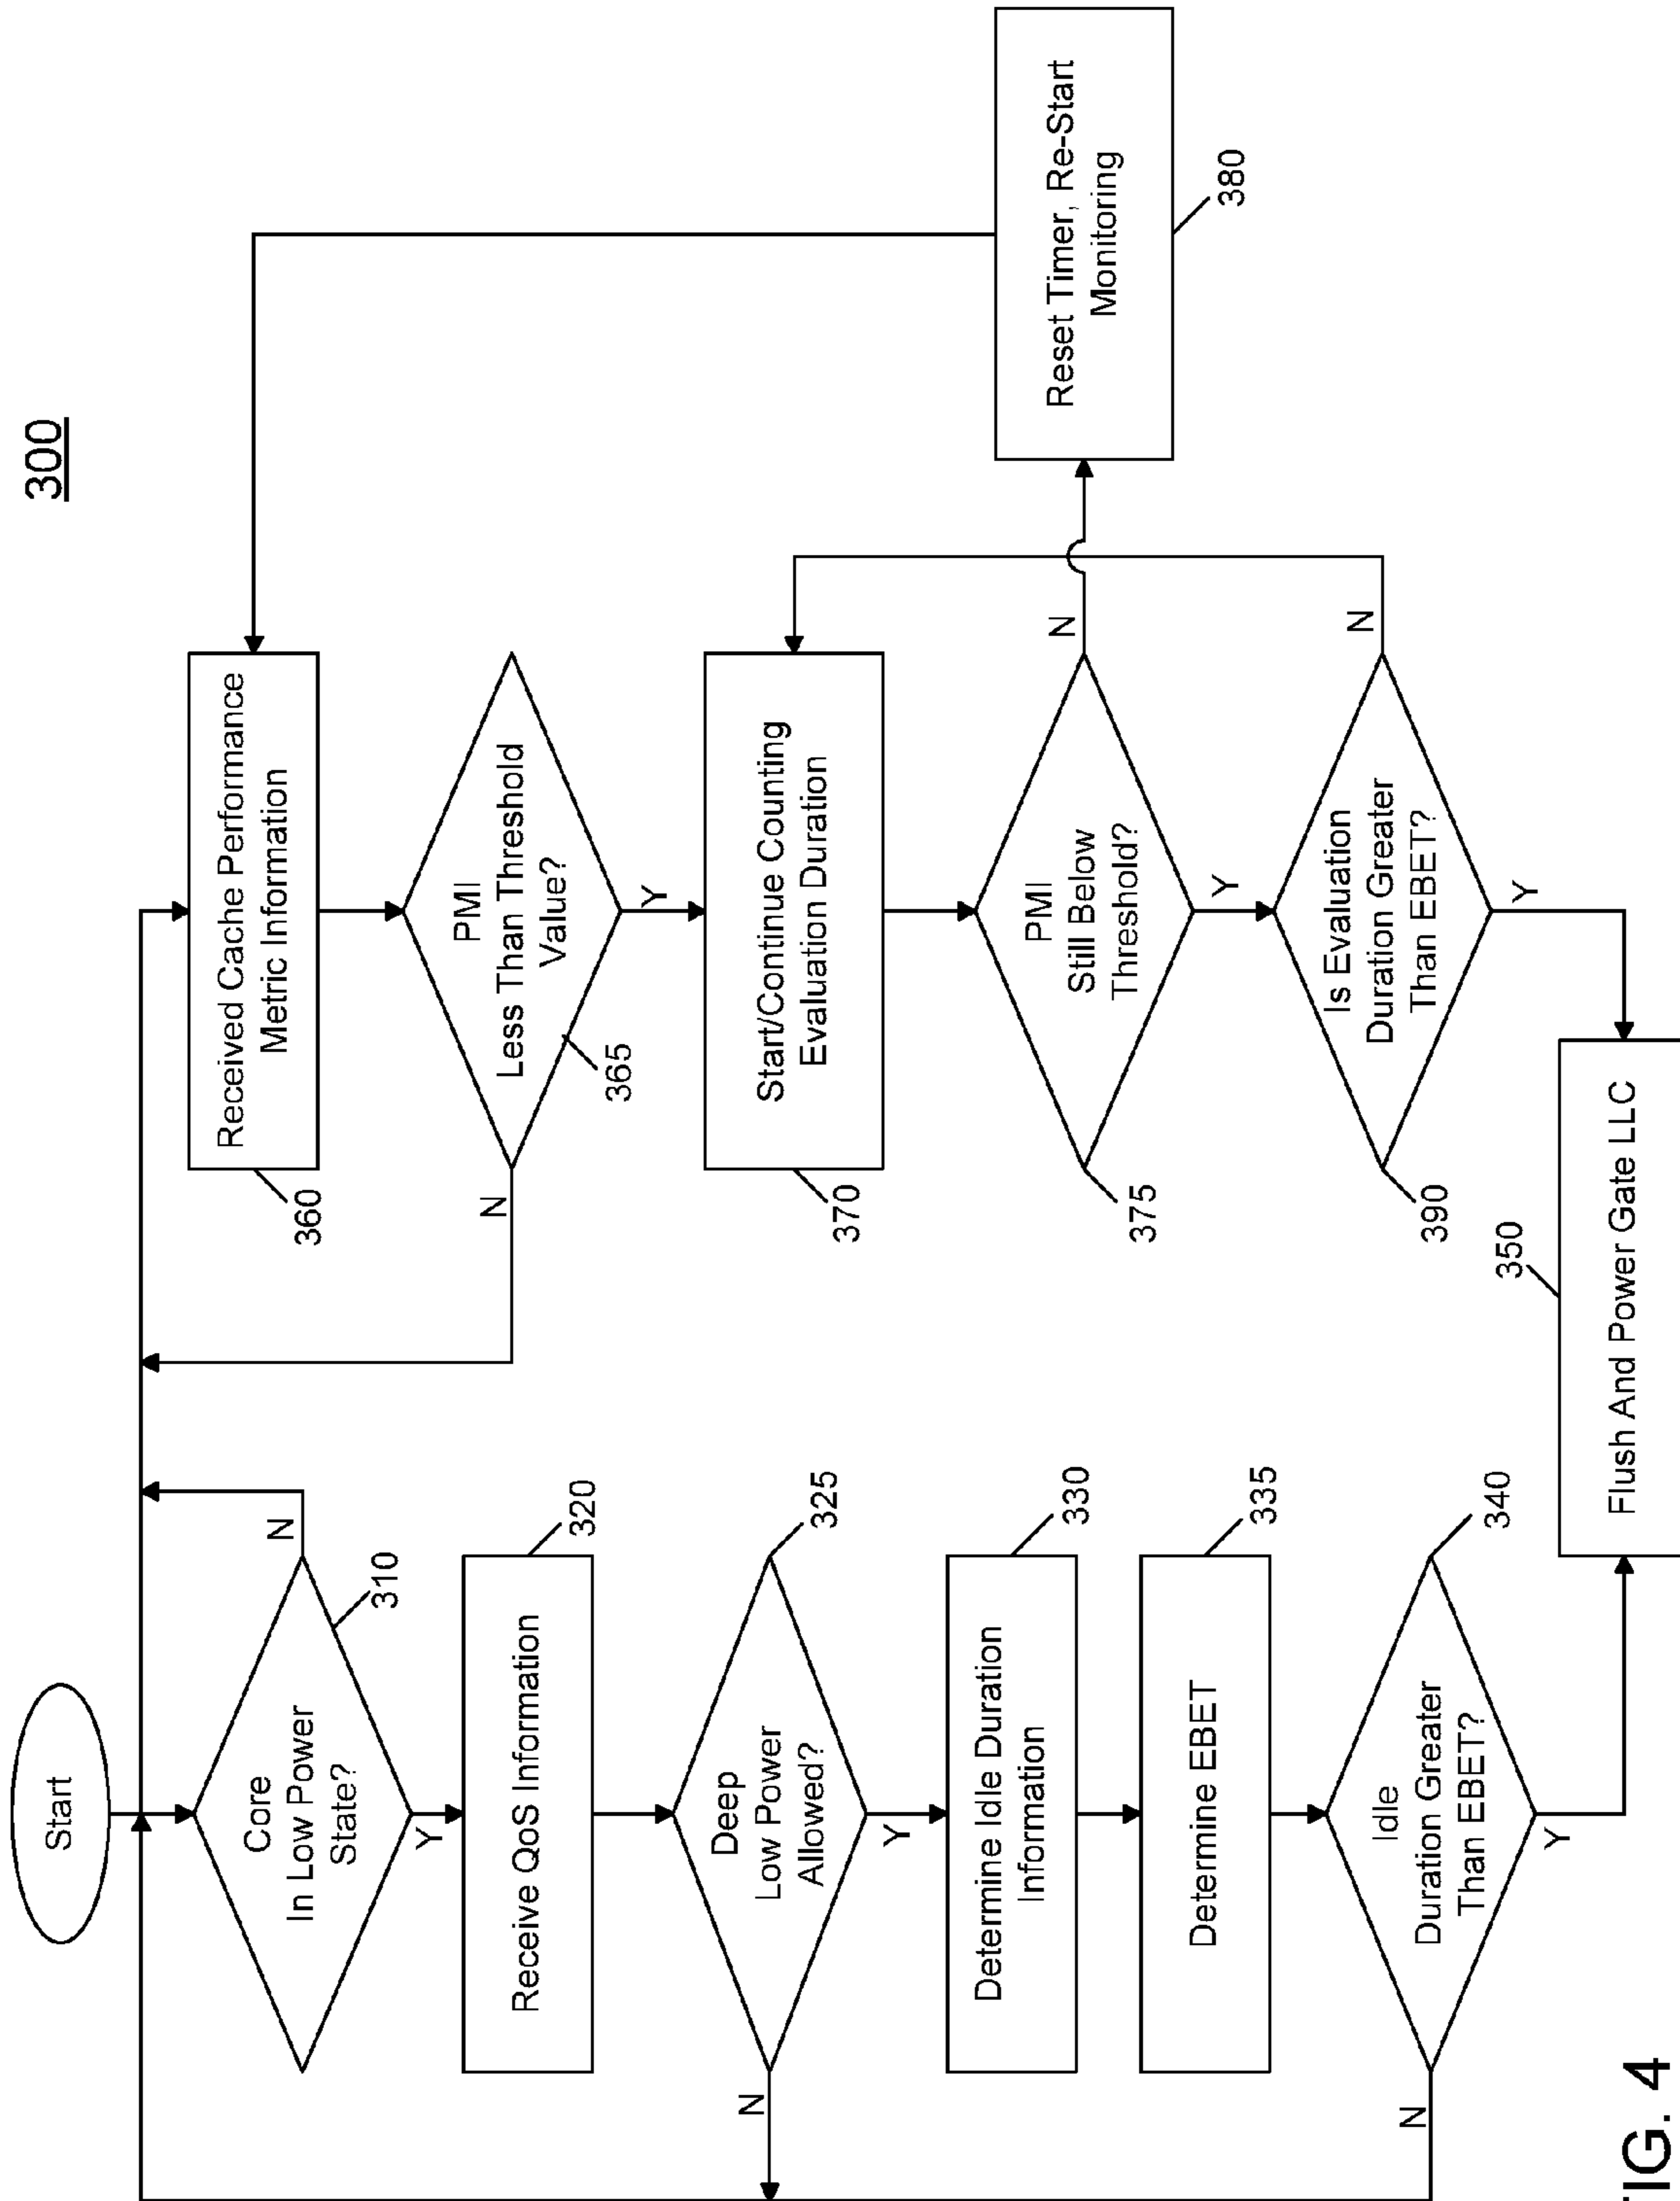 300
Start
Core
In Low Power
State?
310
N
Y
Receive QoS Information
320
Deep
Low Power
Allowed?
325
N
Y
Determine Idle Duration
Information
330
Determine EBET
335
Idle
Duration Greater
Than EBET?
340
N
Y
Flush And Power Gate LLC
350
Received Cache Performance
Metric Information
360
PMI
Less Than Threshold
Value?
365
N
Y
Start/Continue Counting
Evaluation Duration
370
PMI
Still Below
Threshold?
375
N
Y
Is Evaluation
Duration Greater
Than EBET?
390
N
Y
Reset Timer, Re-Start
Monitoring
380
FIG. 4